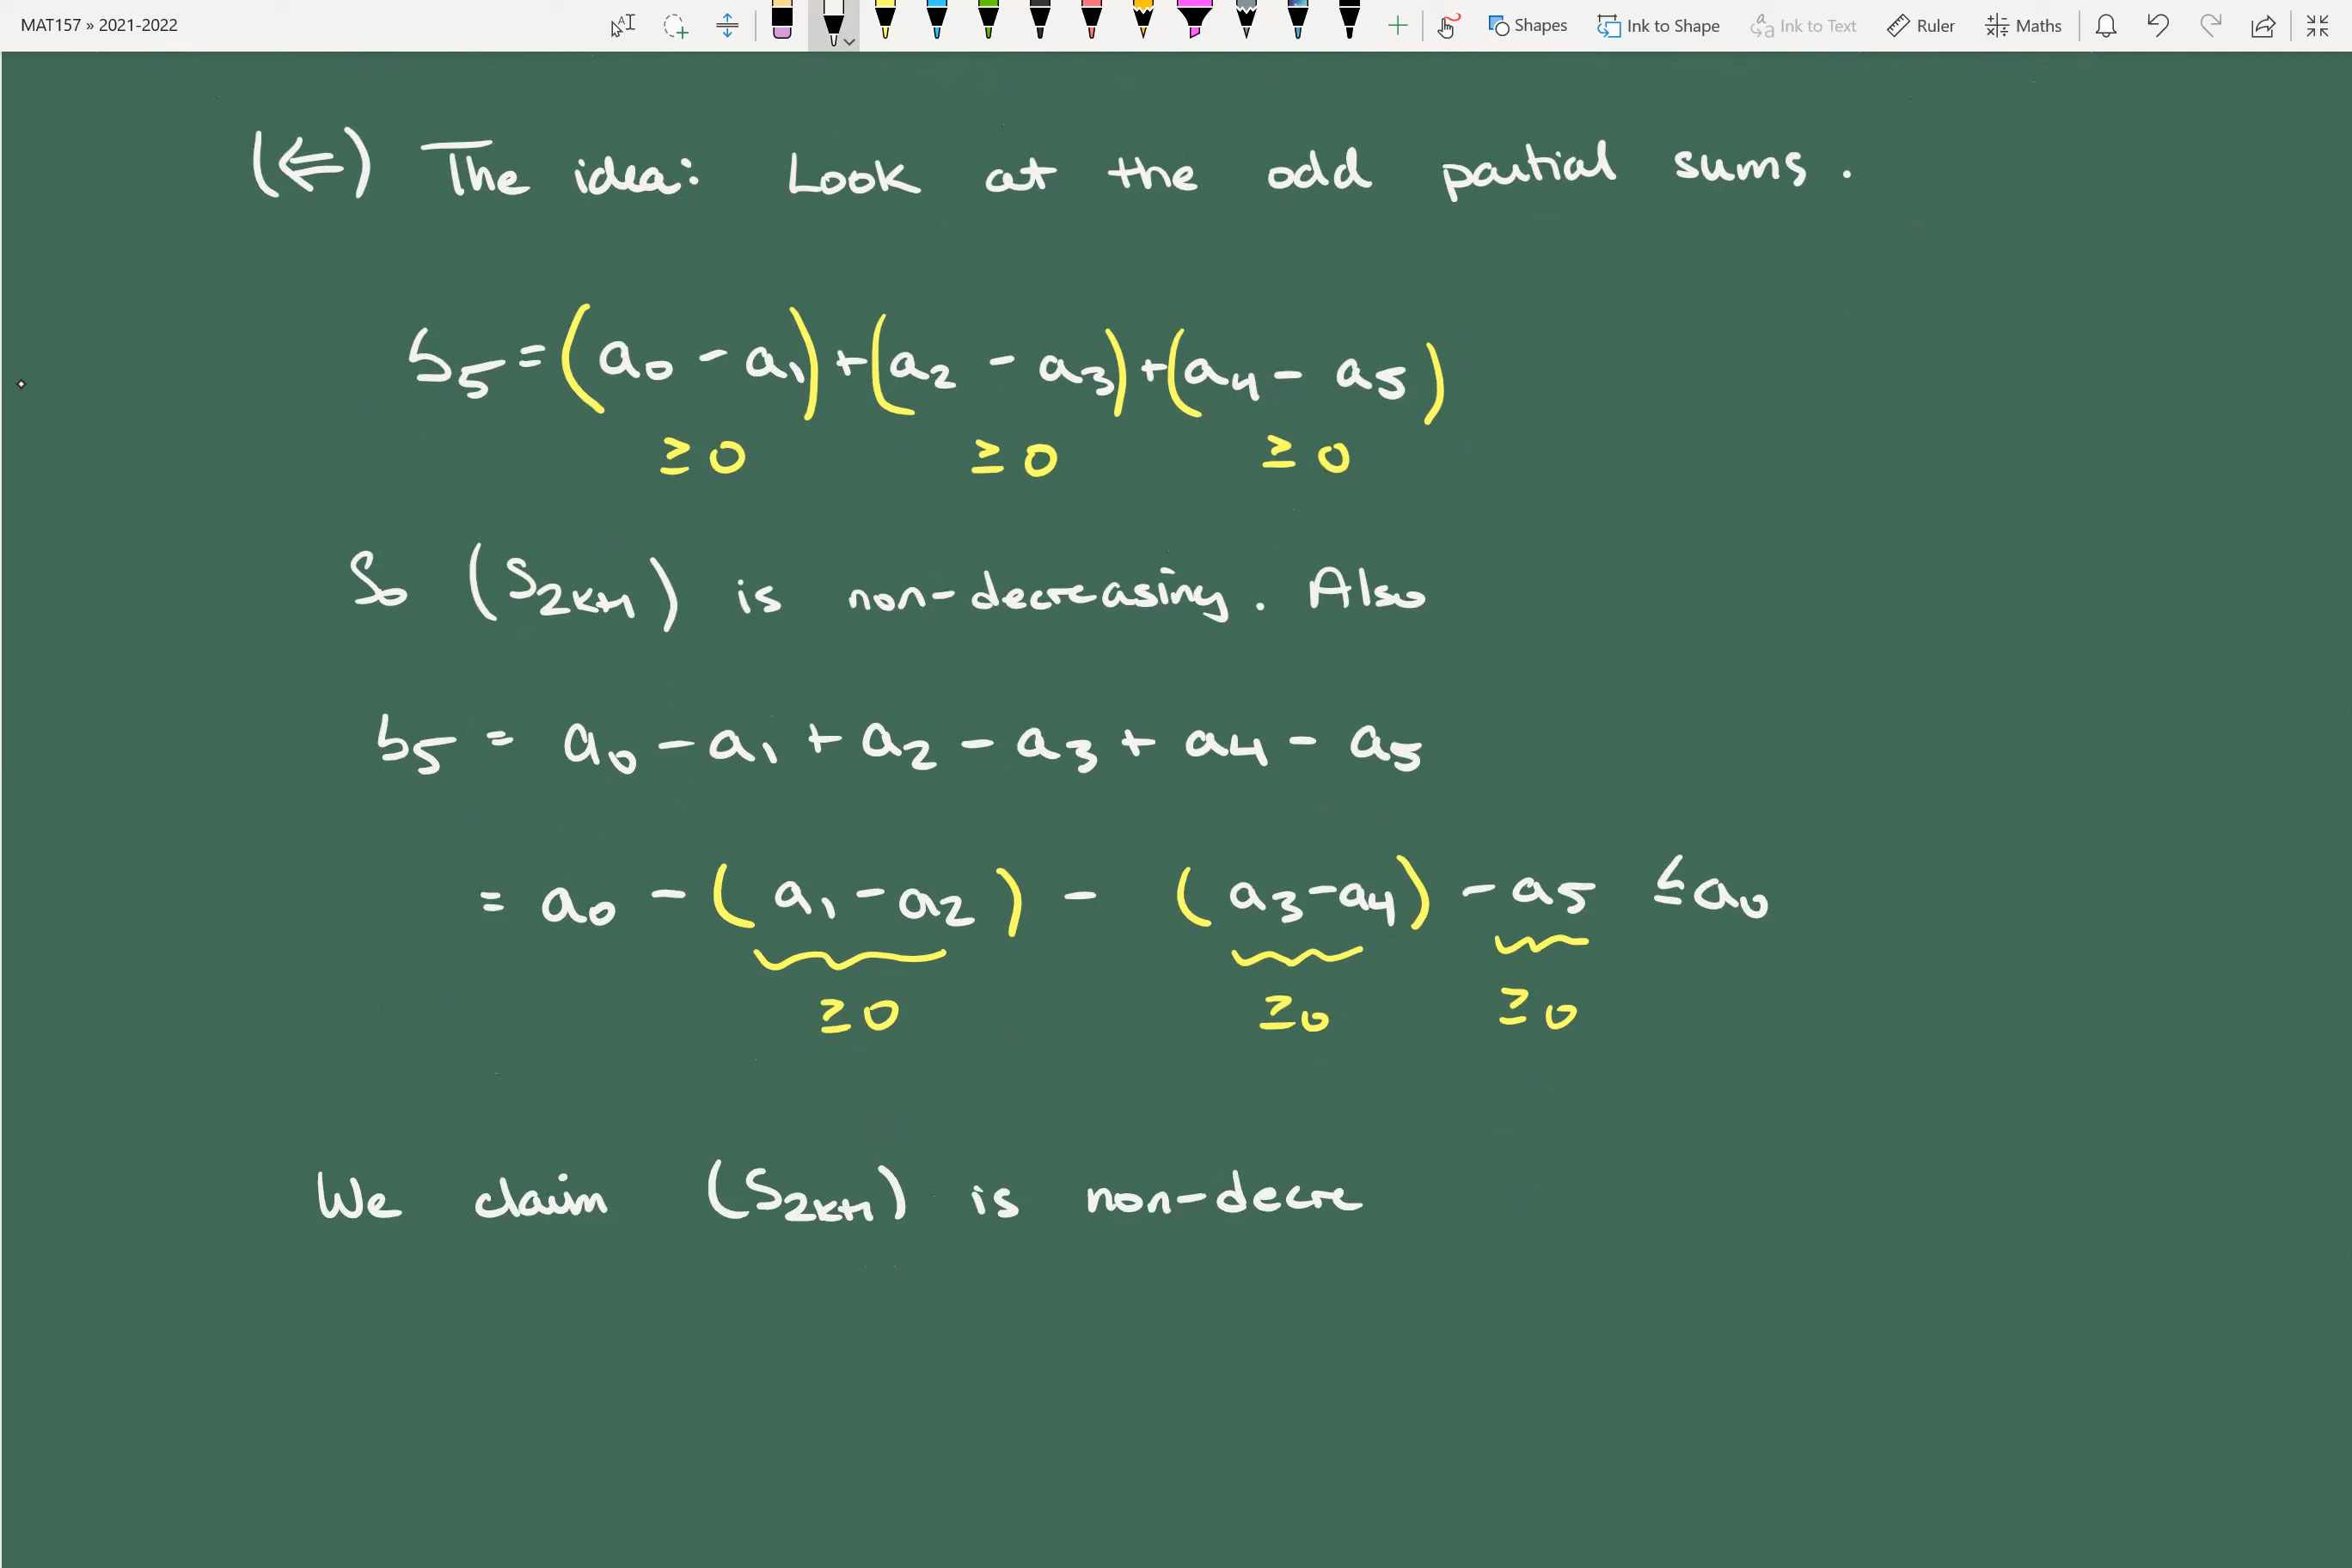 MAT157 » 2021-2022 Shapes Ink to Shape Ink to Text Ruler Maths
(⇐) The idea: Look at the odd partial sums.
S₅ = (a₀ - a₁) + (a₂ - a₃) + (a₄ - a₅)
≥ 0 ≥ 0 ≥ 0
So (S₂ₖ₊₁) is non-decreasing. Also
S₅ = a₀ - a₁ + a₂ - a₃ + a₄ - a₅
= a₀ - (a₁ - a₂) - (a₃ - a₄) - a₅ ≤ a₀
≥ 0 ≥ 0 ≥ 0
We claim (S₂ₖ₊₁) is non-decre